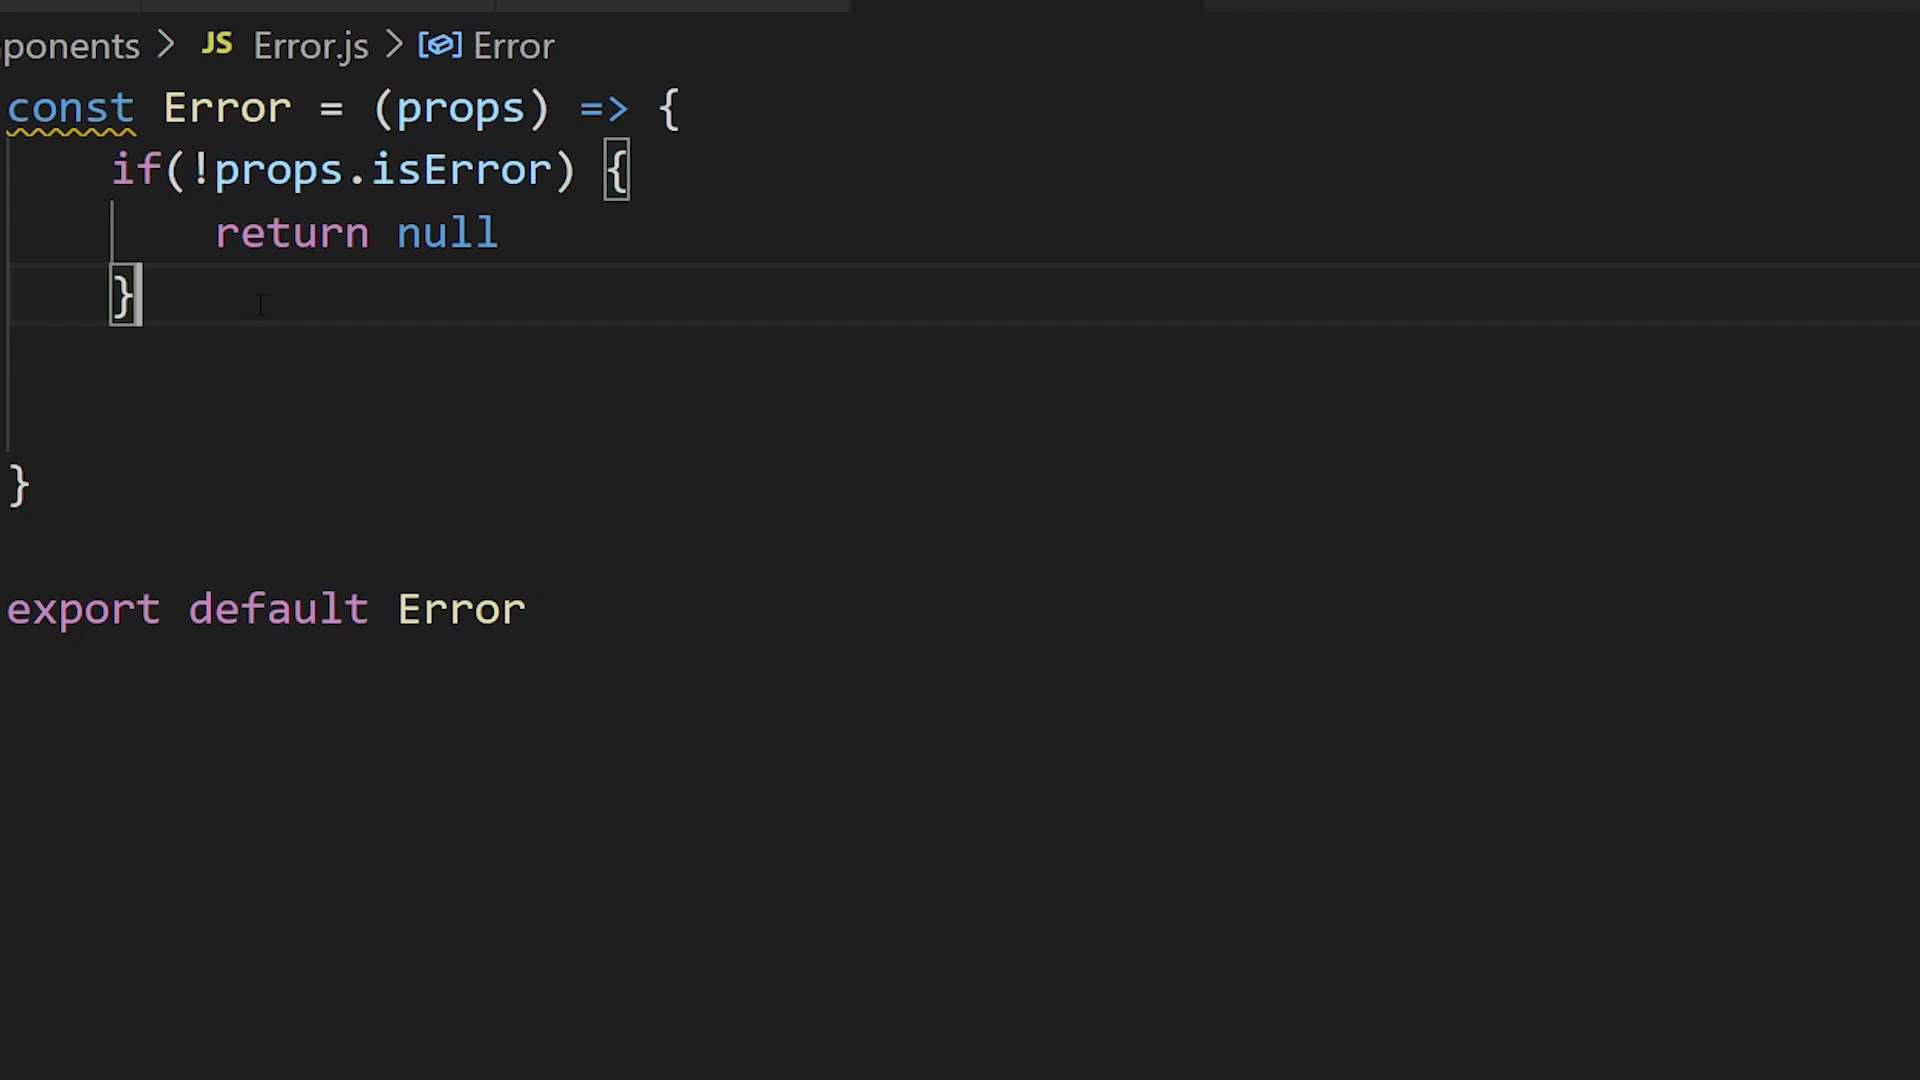 ponents > JS Error.js > Error
const Error = (props) => {
    if(!props.isError) {
        return null
    }
}
export default Error